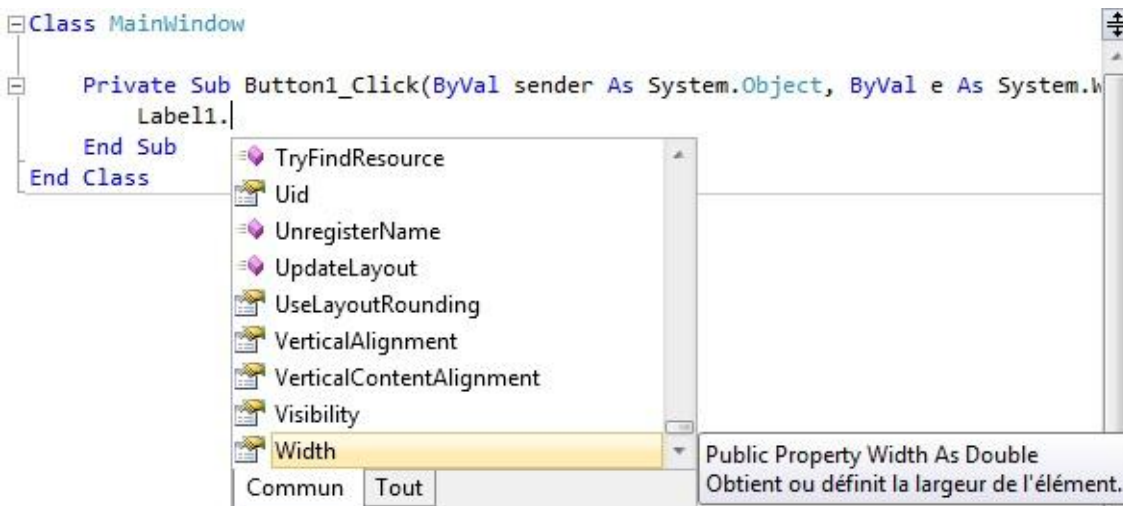 Class MainWindow
Private Sub Button1_Click(ByVal sender As System.Object, ByVal e As System.W
Label1.
End Sub
End Class
TryFindResource
Uid
UnregisterName
UpdateLayout
UseLayoutRounding
VerticalAlignment
VerticalContentAlignment
Visibility
Width
Public Property Width As Double
Obtient ou définit la largeur de l'élément.
Commun Tout